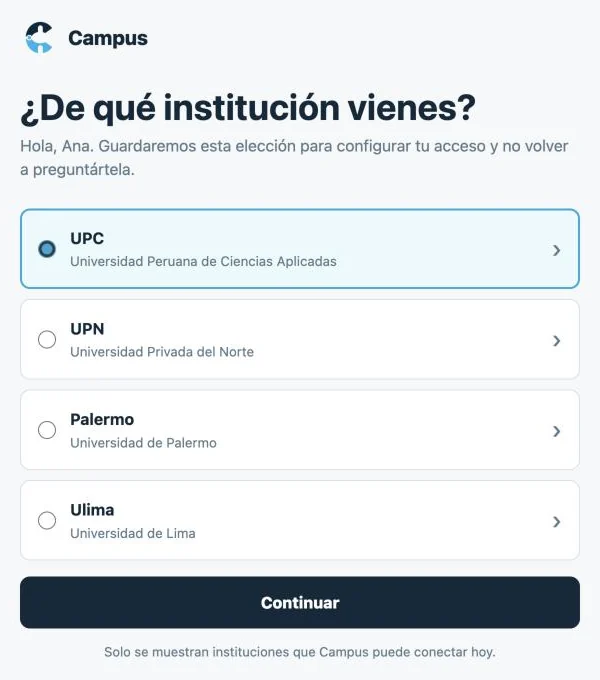 Campus
¿De qué institución vienes?
Hola, Ana. Guardaremos esta elección para configurar tu acceso y no volver
a preguntártela.
UPC
Universidad Peruana de Ciencias Aplicadas
UPN
Universidad Privada del Norte
Palermo
Universidad de Palermo
Ulima
Universidad de Lima
Continuar
Solo se muestran instituciones que Campus puede conectar hoy.